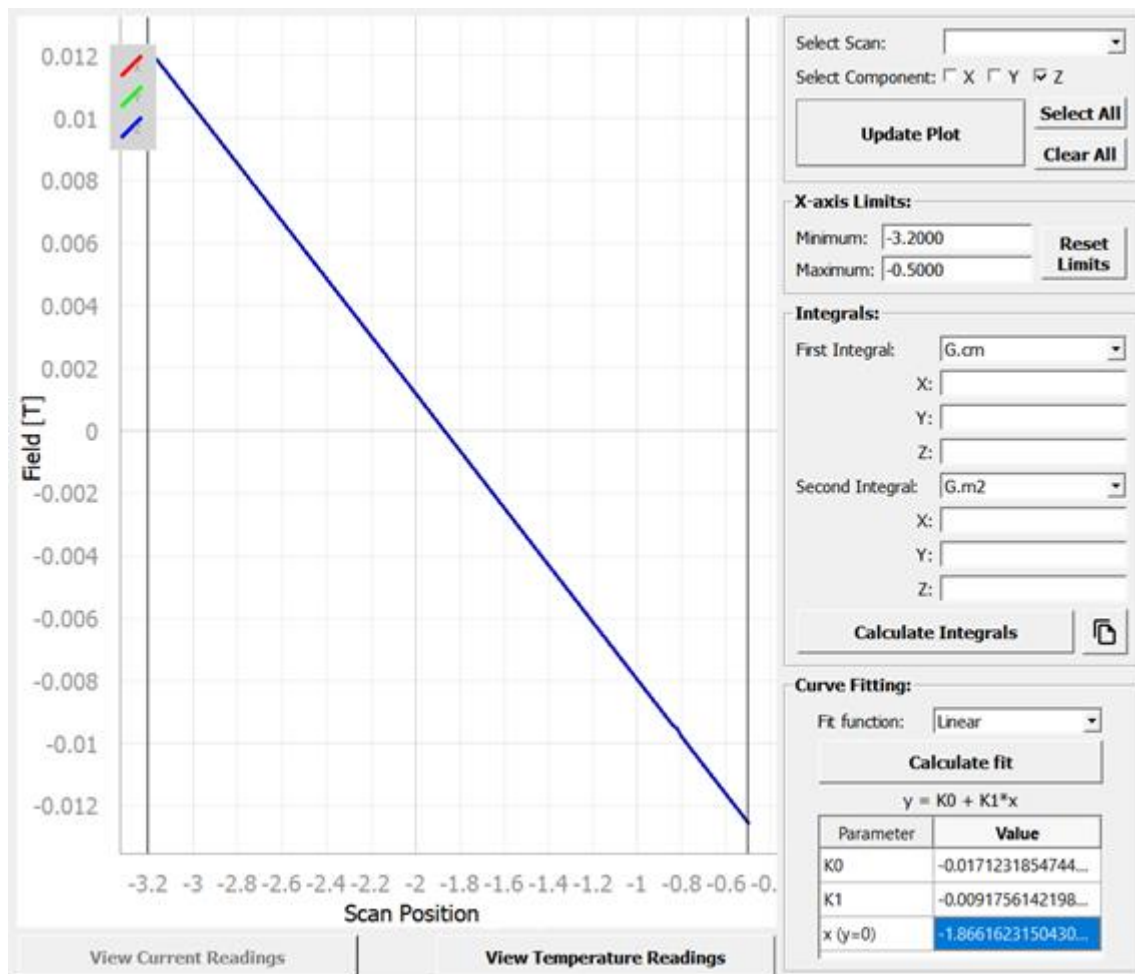 0.012
0.01
0.008
0.006
0.004
0.002
0
-0.002
-0.004
-0.006
-0.008
-0.01
-0.012
Field [T]
-3.2 -3 -2.8 -2.6 -2.4 -2.2 -2 -1.8 -1.6 -1.4 -1.2 -1 -0.8 -0.6 -0.
Scan Position
View Current Readings
View Temperature Readings
Select Scan:
Select Component: X Y Z
Update Plot
Select All
Clear All
X-axis Limits:
Minimum: -3.2000
Maximum: -0.5000
Reset
Limits
Integrals:
First Integral: G.cm
X:
Y:
Z:
Second Integral: G.m2
X:
Y:
Z:
Calculate Integrals
Curve Fitting:
Fit function: Linear
Calculate fit
y = K0 + K1*x
Parameter Value
K0 -0.0171231854744...
K1 -0.0091756142198...
x (y=0) -1.8661623150430...